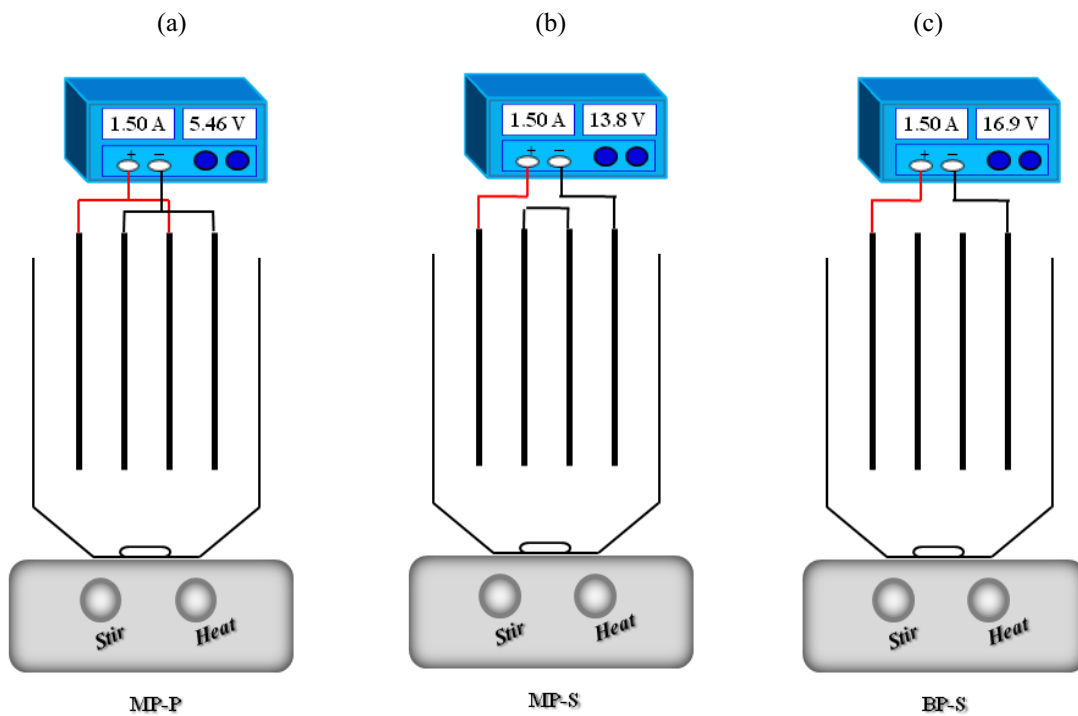 (a)
(b)
(c)
1.50 A 5.46 V
+ −
1.50 A 13.8 V
+ −
1.50 A 16.9 V
+ −
Stir Heat
Stir Heat
Stir Heat
MP-P
MP-S
BP-S